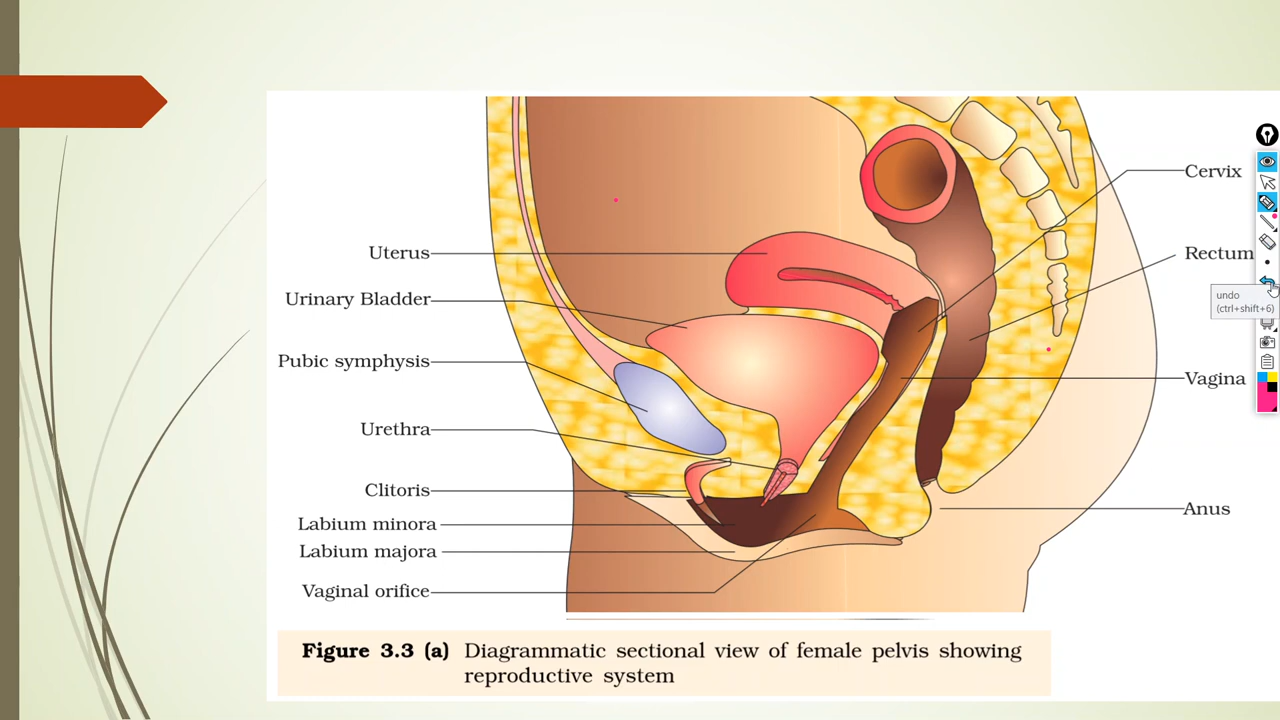 Cervix
Uterus
Rectum
Urinary Bladder
undo
(ctrl+shift+6)
Pubic symphysis
Vagina
Urethra
Clitoris
Anus
Labium minora
Labium majora
Vaginal orifice
Figure 3.3 (a) Diagrammatic sectional view of female pelvis showing
reproductive system